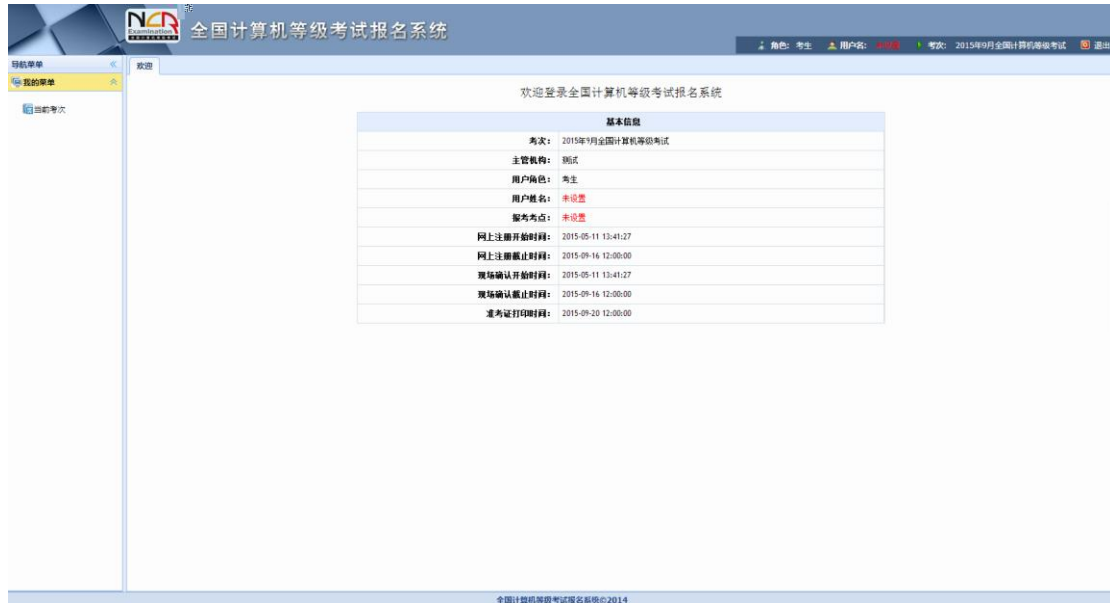 NCR
Examination
全国计算机等级考试报名系统
角色: 考生 用户名: 未设置 考次: 2015年9月全国计算机等级考试 退出
导航菜单
我的菜单
当前考次
欢迎
欢迎登录全国计算机等级考试报名系统
基本信息
考次: 2015年9月全国计算机等级考试
主管机构: 测试
用户角色: 考生
用户姓名: 未设置
报考考点: 未设置
网上注册开始时间: 2015-05-11 13:41:27
网上注册截止时间: 2015-09-16 12:00:00
现场确认开始时间: 2015-05-11 13:41:27
现场确认截止时间: 2015-09-16 12:00:00
准考证打印时间: 2015-09-20 12:00:00
全国计算机等级考试报名系统©2014